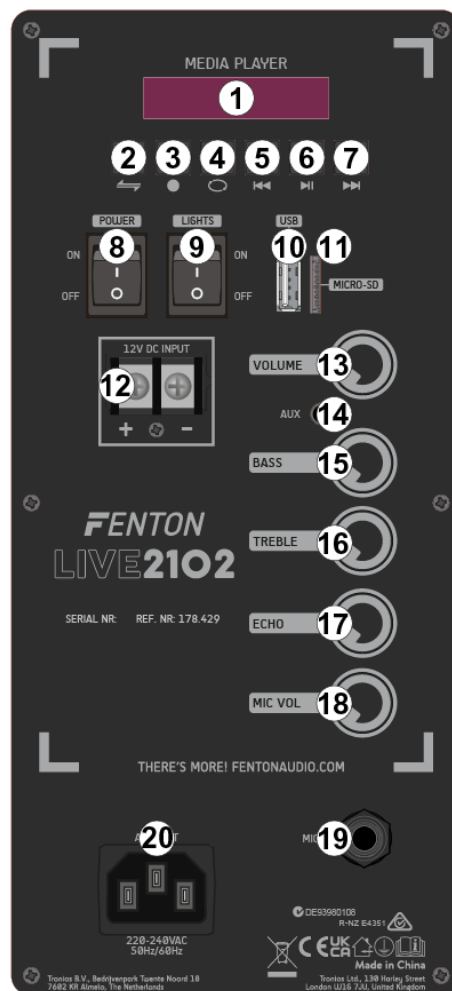 MEDIA PLAYER
1
2 3 4 5 6 7
POWER LIGHTS USB
8 9 10 11
ON ON
OFF OFF MICRO-SD
12V DC INPUT
12
+ -
VOLUME 13
AUX 14
BASS 15
FENTON
LIVE2102
TREBLE 16
SERIAL NR: REF. NR: 178.429
ECHO 17
MIC VOL 18
THERE'S MORE! FENTONAUDIO.COM
20
19
220-240VAC
50Hz/60Hz
DE93980108
R-NZ E4351
CE UKCA
Made in China
Tronios B.V., Bedrijvenpark Twente Noord 18
7602 KR Almelo, The Netherlands
Tronios Ltd., 130 Harley Street
London W1G 7JU, United Kingdom